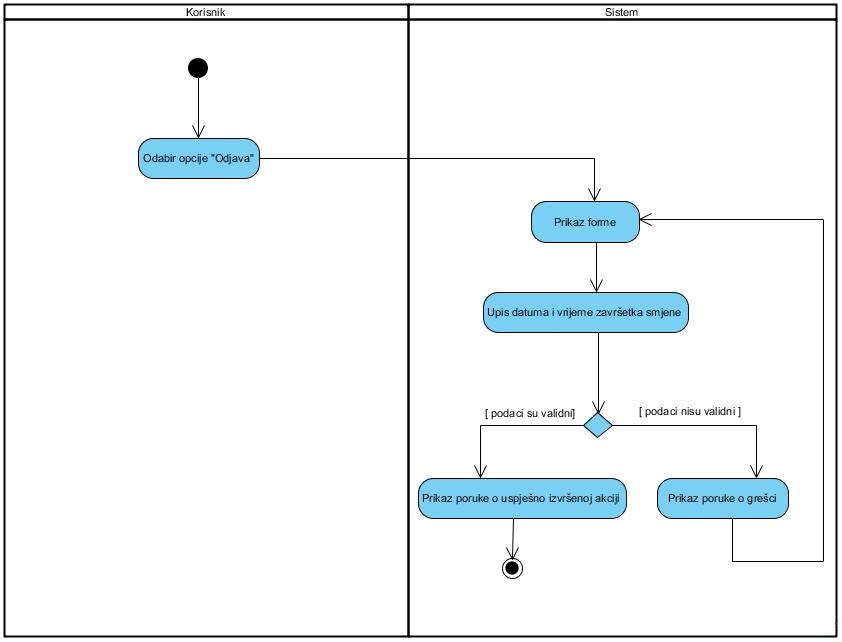 Korisnik
Sistem
Odabir opcije "Odjava"
Prikaz forme
Upis datuma i vrijeme završetka smjene
[ podaci su validni]
[ podaci nisu validni ]
Prikaz poruke o uspješno izvršenoj akciji
Prikaz poruke o grešci